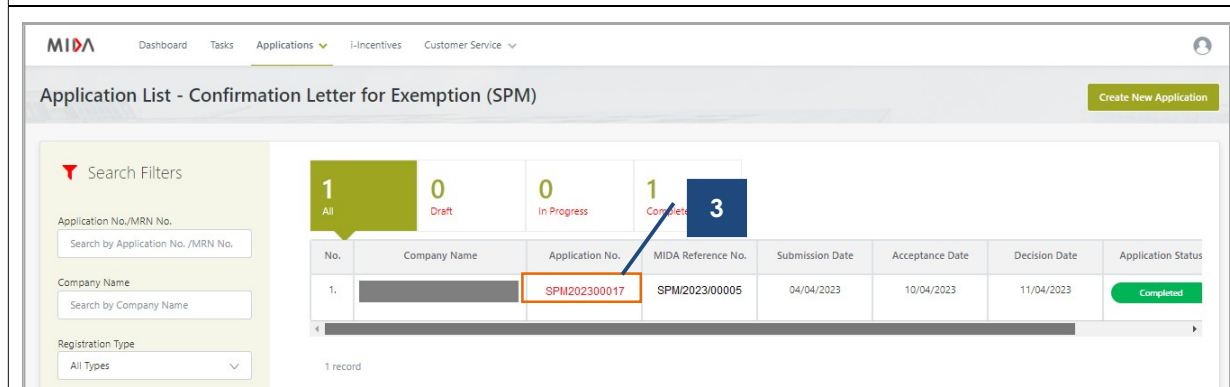 MIDA Dashboard Tasks Applications i-Incentives Customer Service
Application List - Confirmation Letter for Exemption (SPM)
Create New Application
Search Filters
Application No./MRN No.
Search by Application No. /MRN No.
Company Name
Search by Company Name
Registration Type
All Types
1 0 0 1
All Draft In Progress Complete
3
No. Company Name Application No. MIDA Reference No. Submission Date Acceptance Date Decision Date Application Status
1. SPM202300017 SPM/2023/00005 04/04/2023 10/04/2023 11/04/2023 Completed
1 record